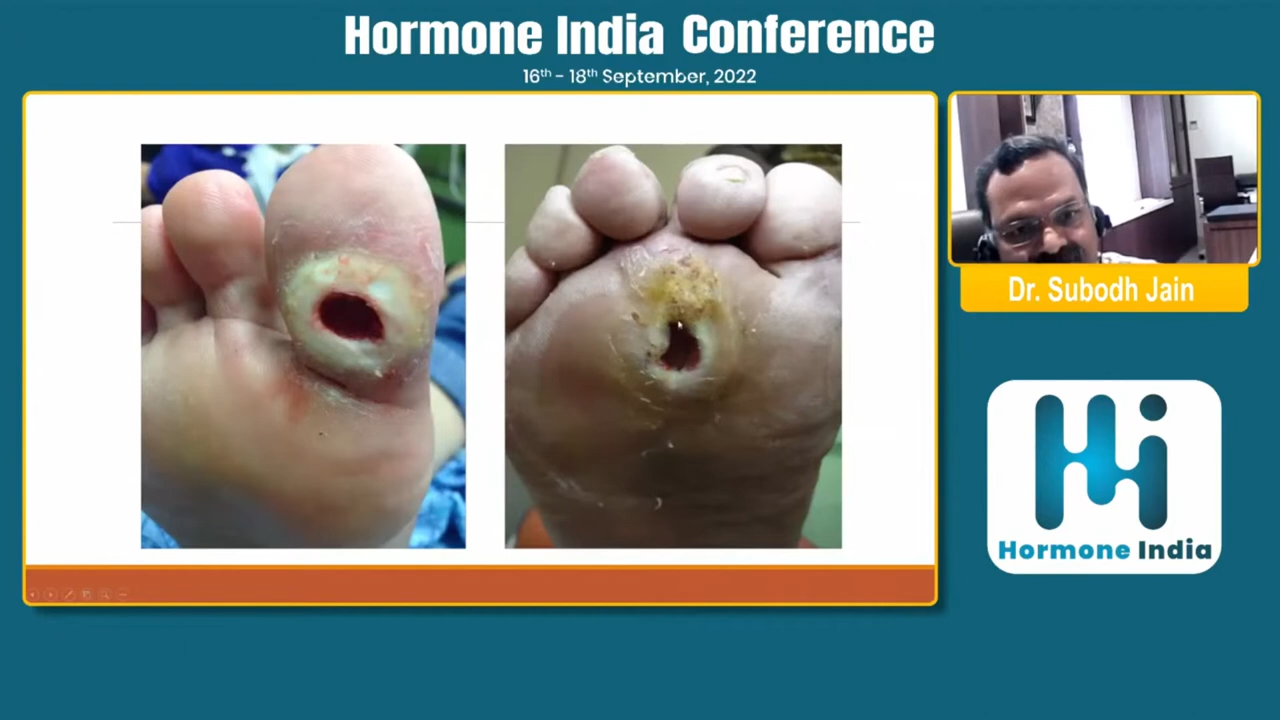 Hormone India Conference
16th - 18th September, 2022
Dr. Subodh Jain
Hormone India